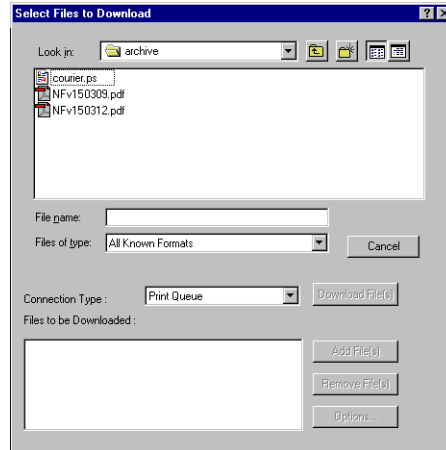 Select Files to Download
Look in: archive
courier.ps
NFv150309.pdf
NFv150312.pdf
File name:
Files of type: All Known Formats Cancel
Connection Type : Print Queue Download File(s)
Files to be Downloaded :
Add File(s)
Remove File(s)
Options...